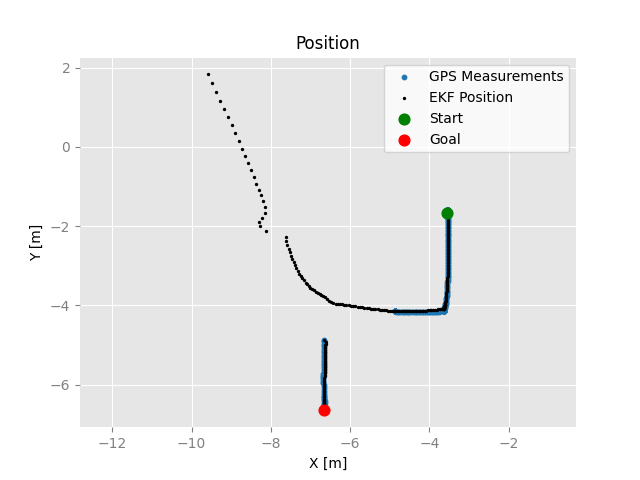 Position
GPS Measurements
EKF Position
Start
Goal
2
0
−2
−4
−6
Y [m]
−12
−10
−8
−6
−4
−2
X [m]